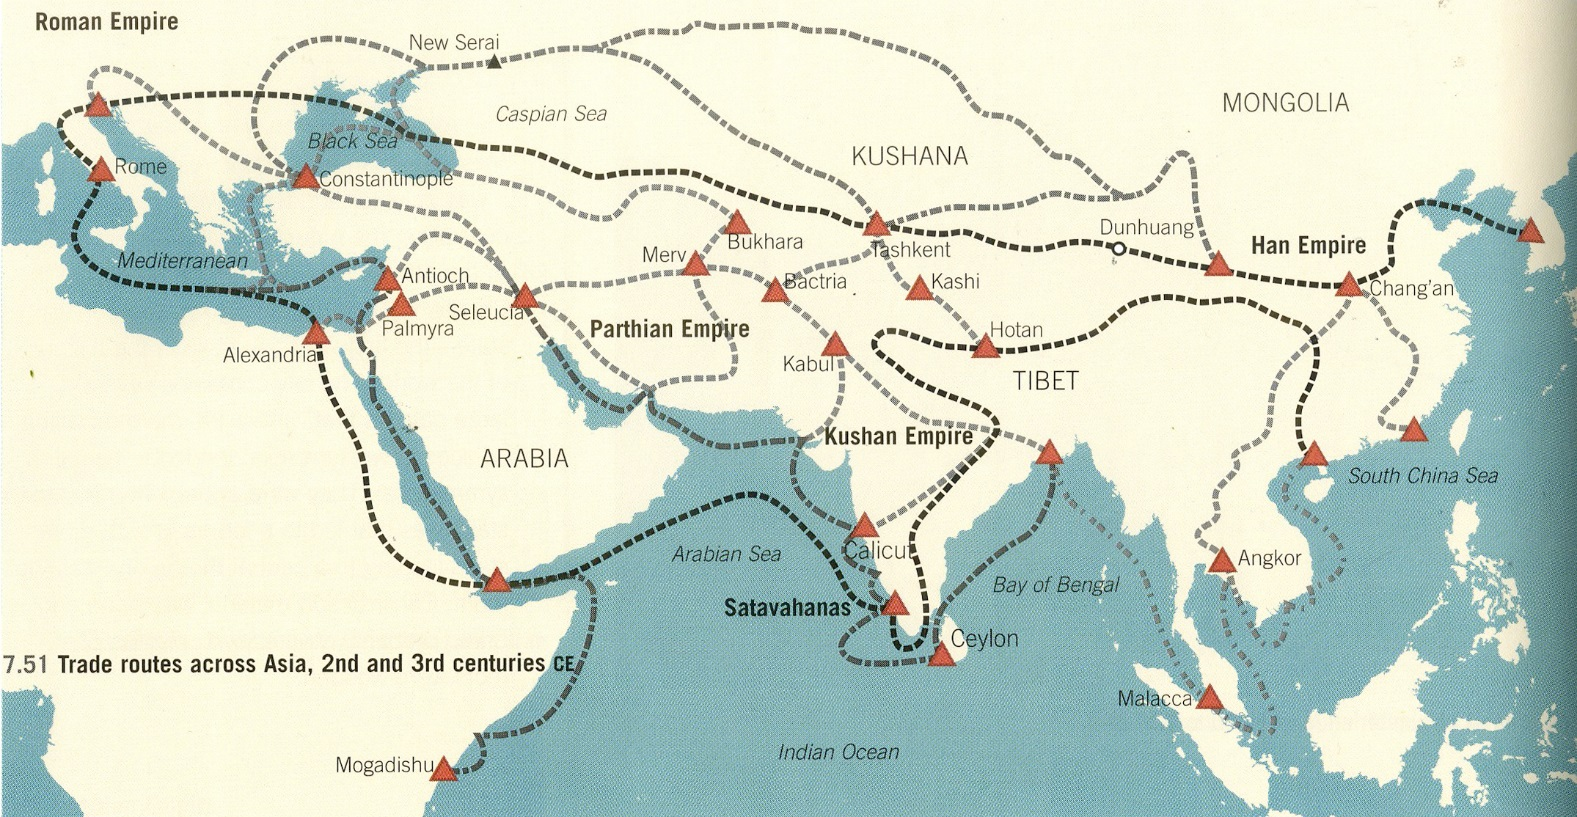 Roman Empire
New Serai
Caspian Sea
MONGOLIA
Black Sea
KUSHANA
Rome
Constantinople
Dunhuang
Bukhara
Tashkent
Han Empire
Mediterranean
Merv
Antioch
Bactria
Kashi
Chang'an
Seleucia
Palmyra
Parthian Empire
Hotan
Alexandria
Kabul
TIBET
Kushan Empire
ARABIA
South China Sea
Arabian Sea
Calicut
Angkor
Bay of Bengal
Satavahanas
Ceylon
7.51 Trade routes across Asia, 2nd and 3rd centuries CE
Malacca
Indian Ocean
Mogadishu